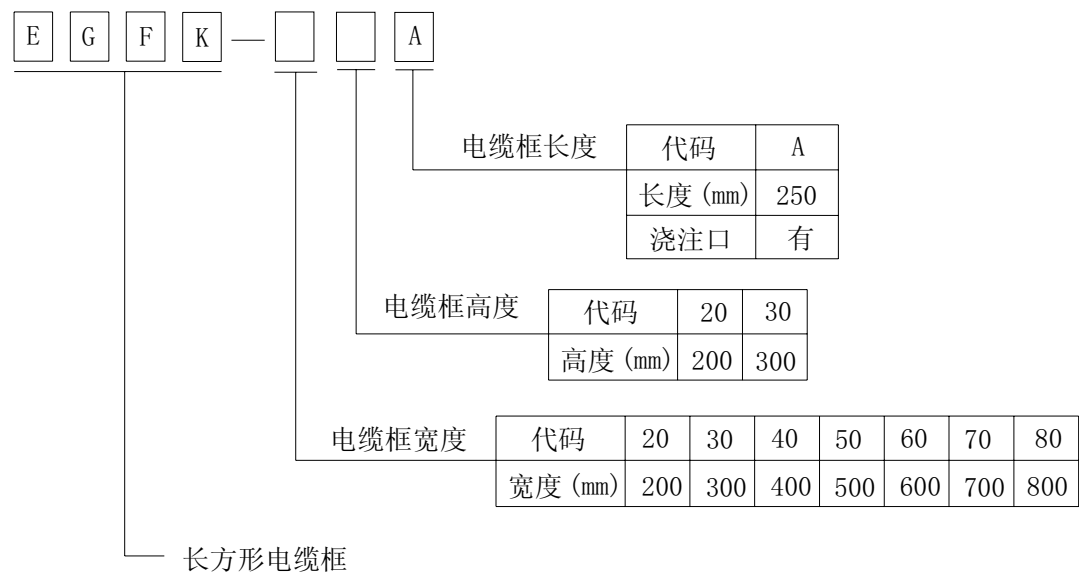 E G F K — A
电缆框长度
代码 A
长度(mm) 250
浇注口 有
电缆框高度
代码 20 30
高度(mm) 200 300
电缆框宽度
代码 20 30 40 50 60 70 80
宽度(mm) 200 300 400 500 600 700 800
长方形电缆框